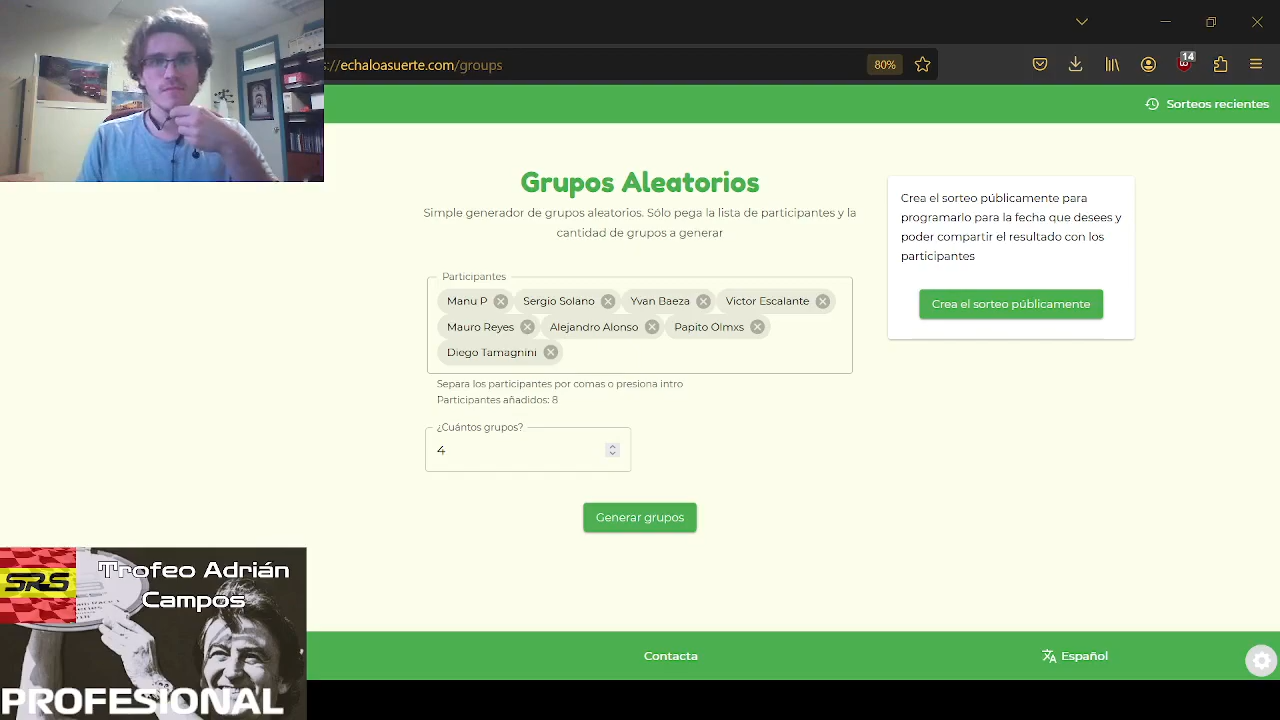 ://echaloasuerte.com/groups
80%
14
Sorteos recientes
Grupos Aleatorios
Simple generador de grupos aleatorios. Sólo pega la lista de participantes y la
cantidad de grupos a generar
Participantes
Manu P
Sergio Solano
Yvan Baeza
Victor Escalante
Mauro Reyes
Alejandro Alonso
Papito Olmxs
Diego Tamagnini
Separa los participantes por comas o presiona intro
Participantes añadidos: 8
¿Cuántos grupos?
4
Generar grupos
Crea el sorteo públicamente para
programarlo para la fecha que desees y
poder compartir el resultado con los
participantes
Crea el sorteo públicamente
SRS
Trofeo Adrián
Campos
PROFESIONAL
Contacta
Español